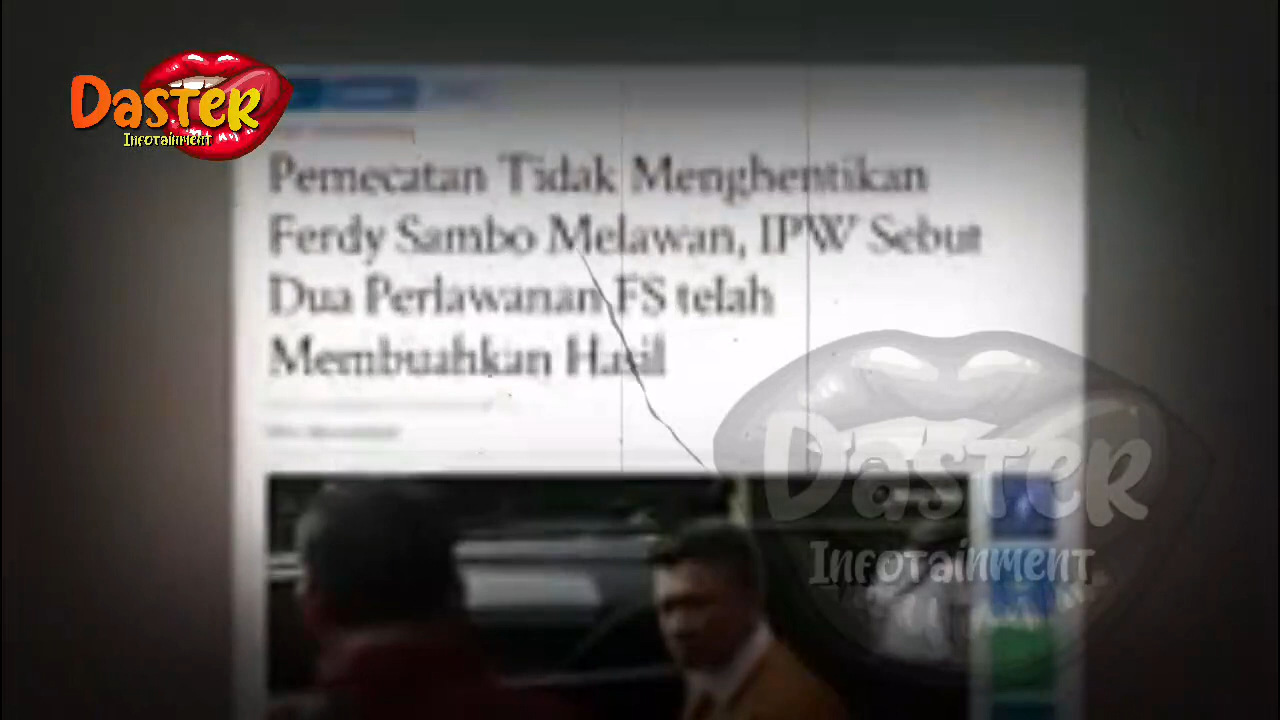 DASTER
INFOTAINMENT
Pemecatan Tidak Menghentikan
Ferdy Sambo Melawan, IPW Sebut
Dua Perlawanan FS telah
Membuahkan Hasil
DASTER
INFOTAINMENT